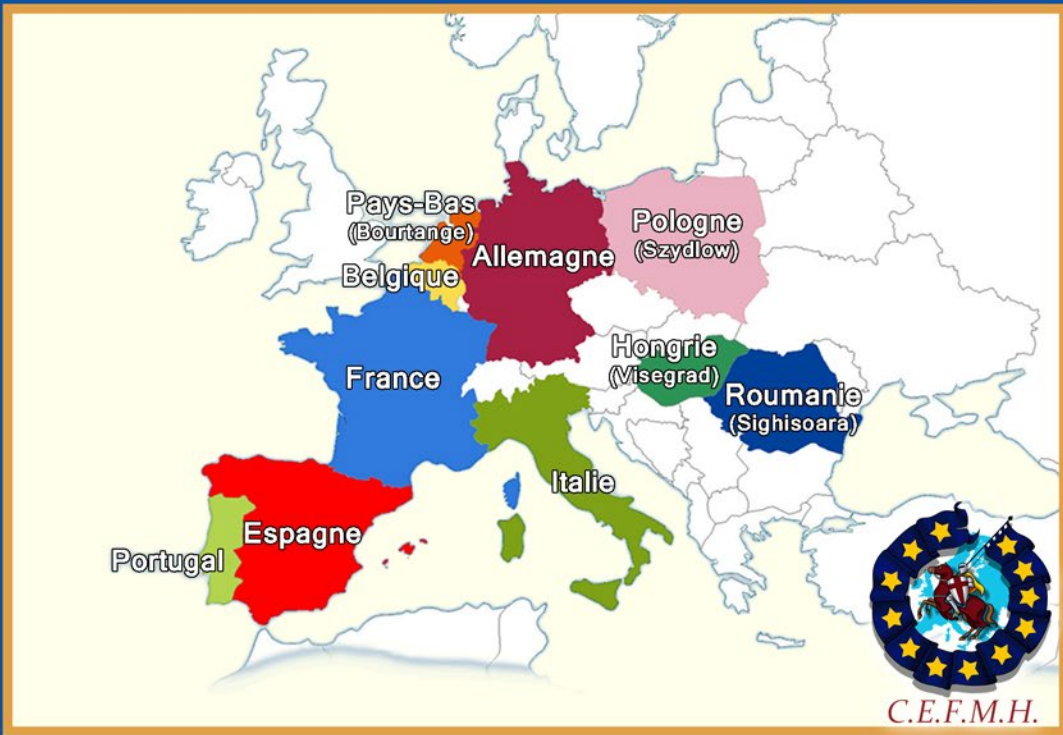 Pays-Bas
(Bourtange)
Pologne
(Szydlow)
Allemagne
Belgique
Hongrie
(Visegrad)
France
Roumanie
(Sighisoara)
Italie
Espagne
Portugal
C.E.F.M.H.